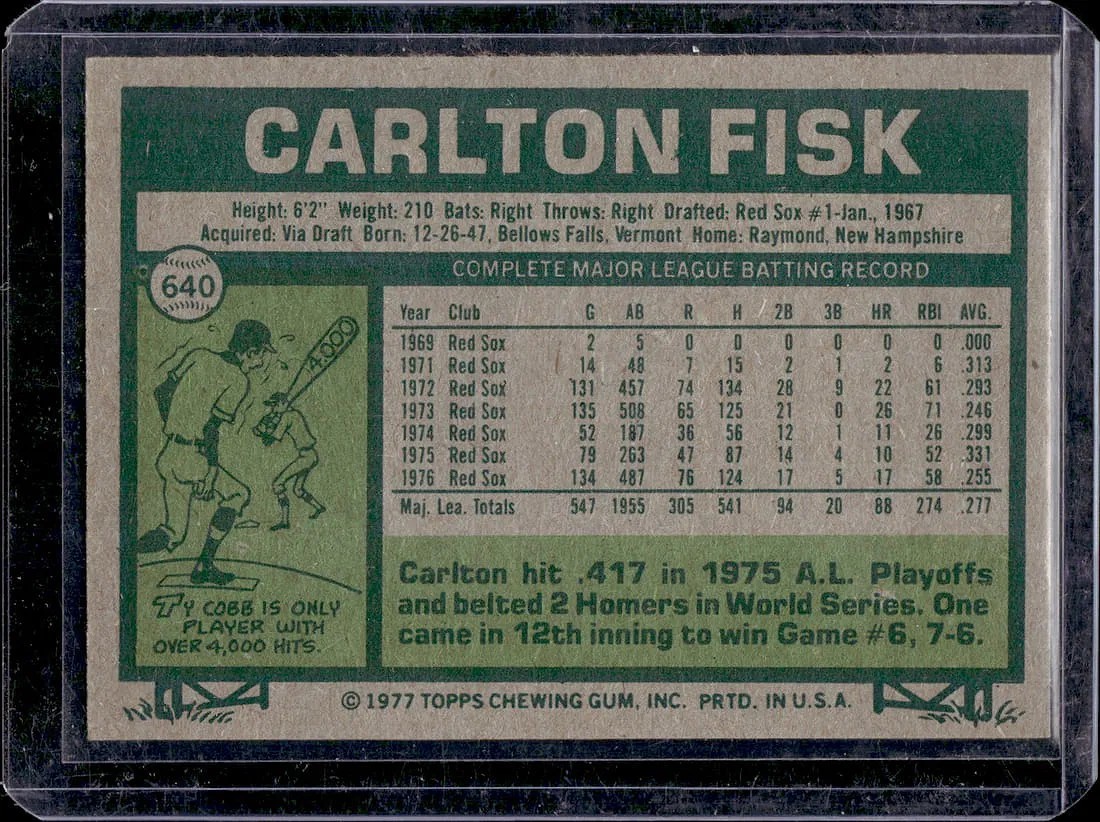 CARLTON FISK
Height: 6'2" Weight: 210 Bats: Right Throws: Right Drafted: Red Sox #1-Jan., 1967
Acquired: Via Draft Born: 12-26-47, Bellows Falls, Vermont Home: Raymond, New Hampshire
640
COMPLETE MAJOR LEAGUE BATTING RECORD
Year Club G AB R H 2B 3B HR RBI AVG.
1969 Red Sox 2 5 0 0 0 0 0 0 .000
1971 Red Sox 14 48 7 15 2 1 2 6 .313
1972 Red Sox 131 457 74 134 28 9 22 61 .293
1973 Red Sox 135 508 65 125 21 0 26 71 .246
1974 Red Sox 52 187 36 56 12 1 11 26 .299
1975 Red Sox 79 263 47 87 14 4 10 52 .331
1976 Red Sox 134 487 76 124 17 5 17 58 .255
Maj. Lea. Totals 547 1955 305 541 94 20 88 274 .277
4,000
TY COBB IS ONLY
PLAYER WITH
OVER 4,000 HITS.
Carlton hit .417 in 1975 A.L. Playoffs
and belted 2 Homers in World Series. One
came in 12th inning to win Game #6, 7-6.
© 1977 TOPPS CHEWING GUM, INC. PRTD. IN U.S.A.